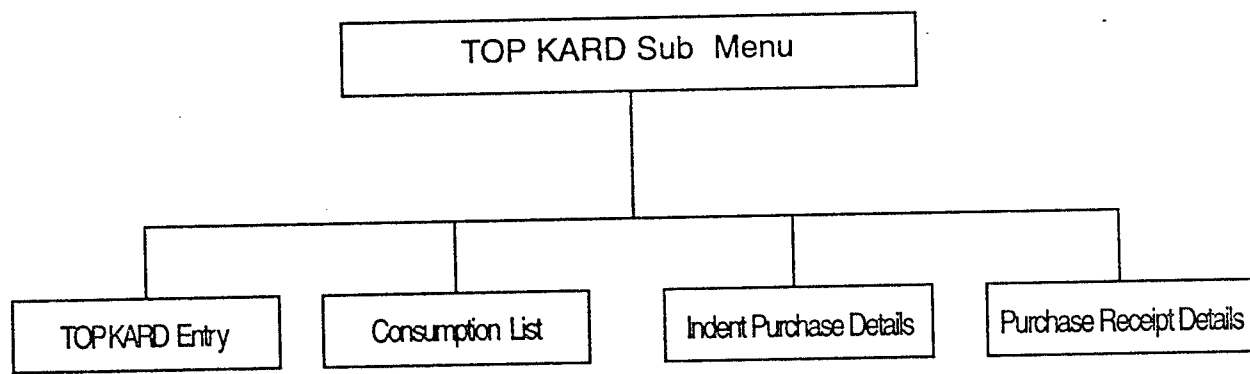 TOP KARD Sub Menu
TOPKARD Entry
Consumption List
Indent Purchase Details
Purchase Receipt Details